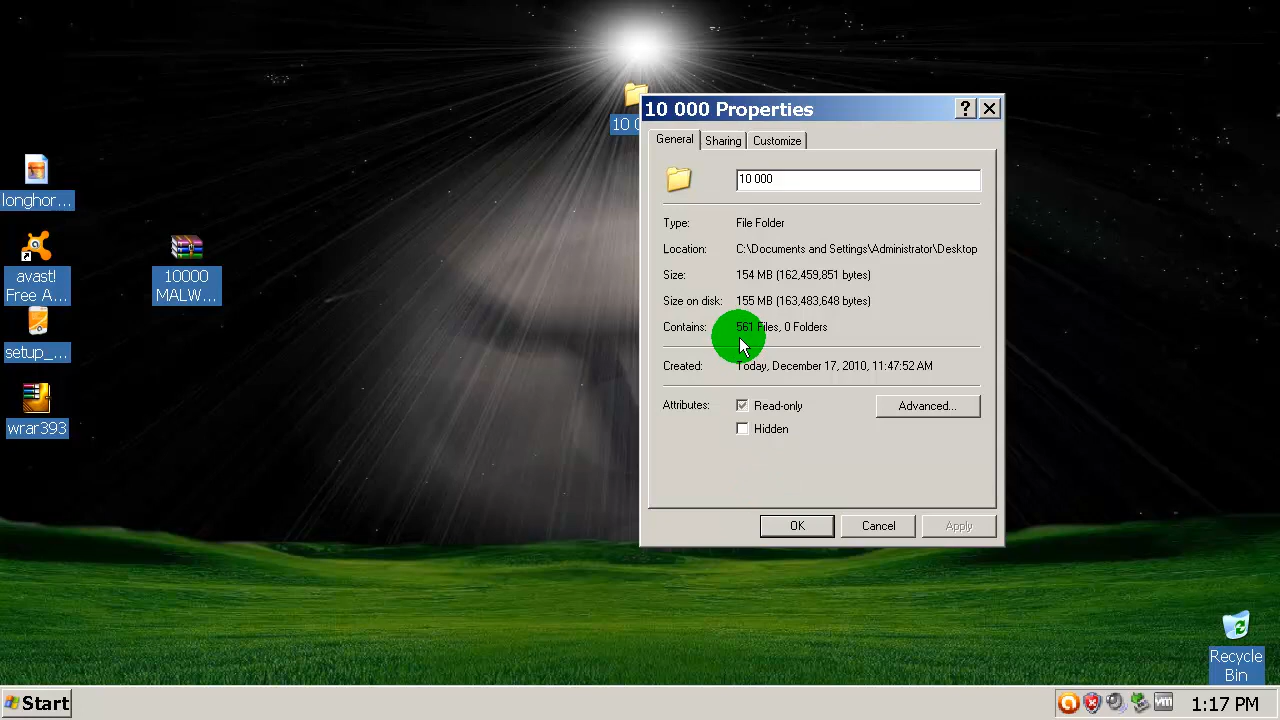 longhor...
avast!
Free A...
setup_...
wrar393
10000
MALW...
10
10 000 Properties
General
Sharing
Customize
10 000
Type: File Folder
Location: C:\Documents and Settings\Administrator\Desktop
Size: 154 MB (162,459,851 bytes)
Size on disk: 155 MB (163,483,648 bytes)
Contains: 561 Files, 0 Folders
Created: Today, December 17, 2010, 11:47:52 AM
Attributes: Read-only
Advanced...
Hidden
OK
Cancel
Apply
Recycle
Bin
Start
vm
1:17 PM